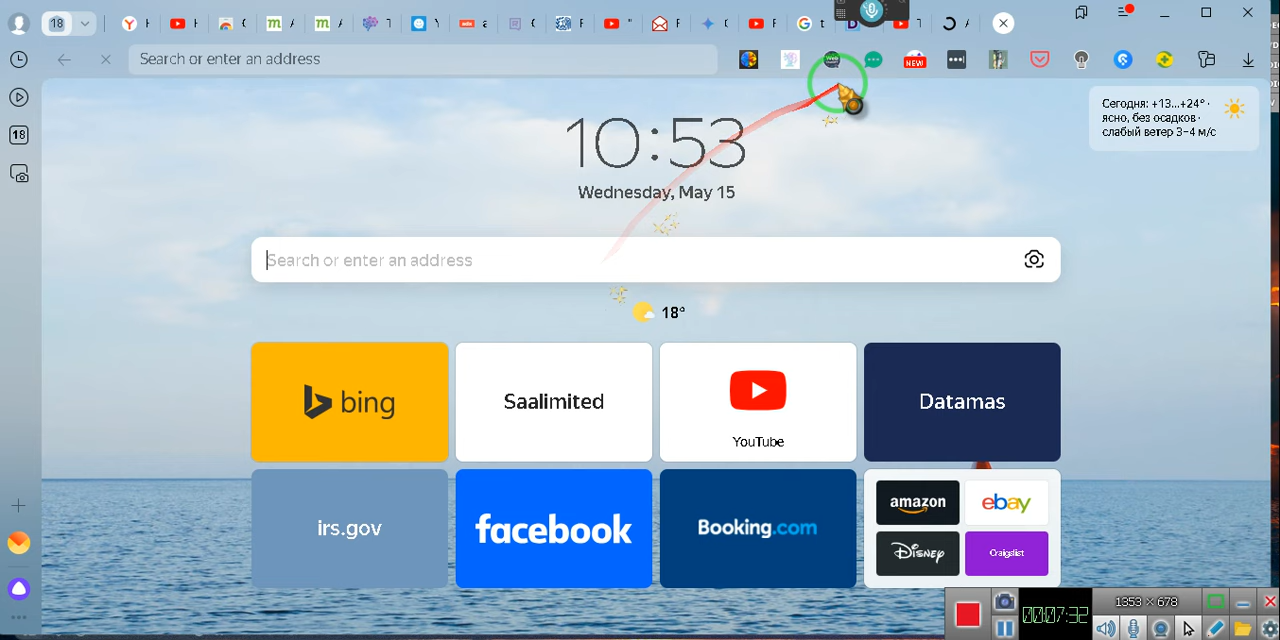 18
Search or enter an address
Web
NEW
18
Сегодня: +13...+24° ·
ясно, без осадков ·
слабый ветер 3–4 м/с
10:53
Wednesday, May 15
Search or enter an address
18°
bing
Saalimited
YouTube
Datamas
irs.gov
facebook
Booking.com
amazon
ebay
Disney
Craigslist
1353 × 678
00:07:32